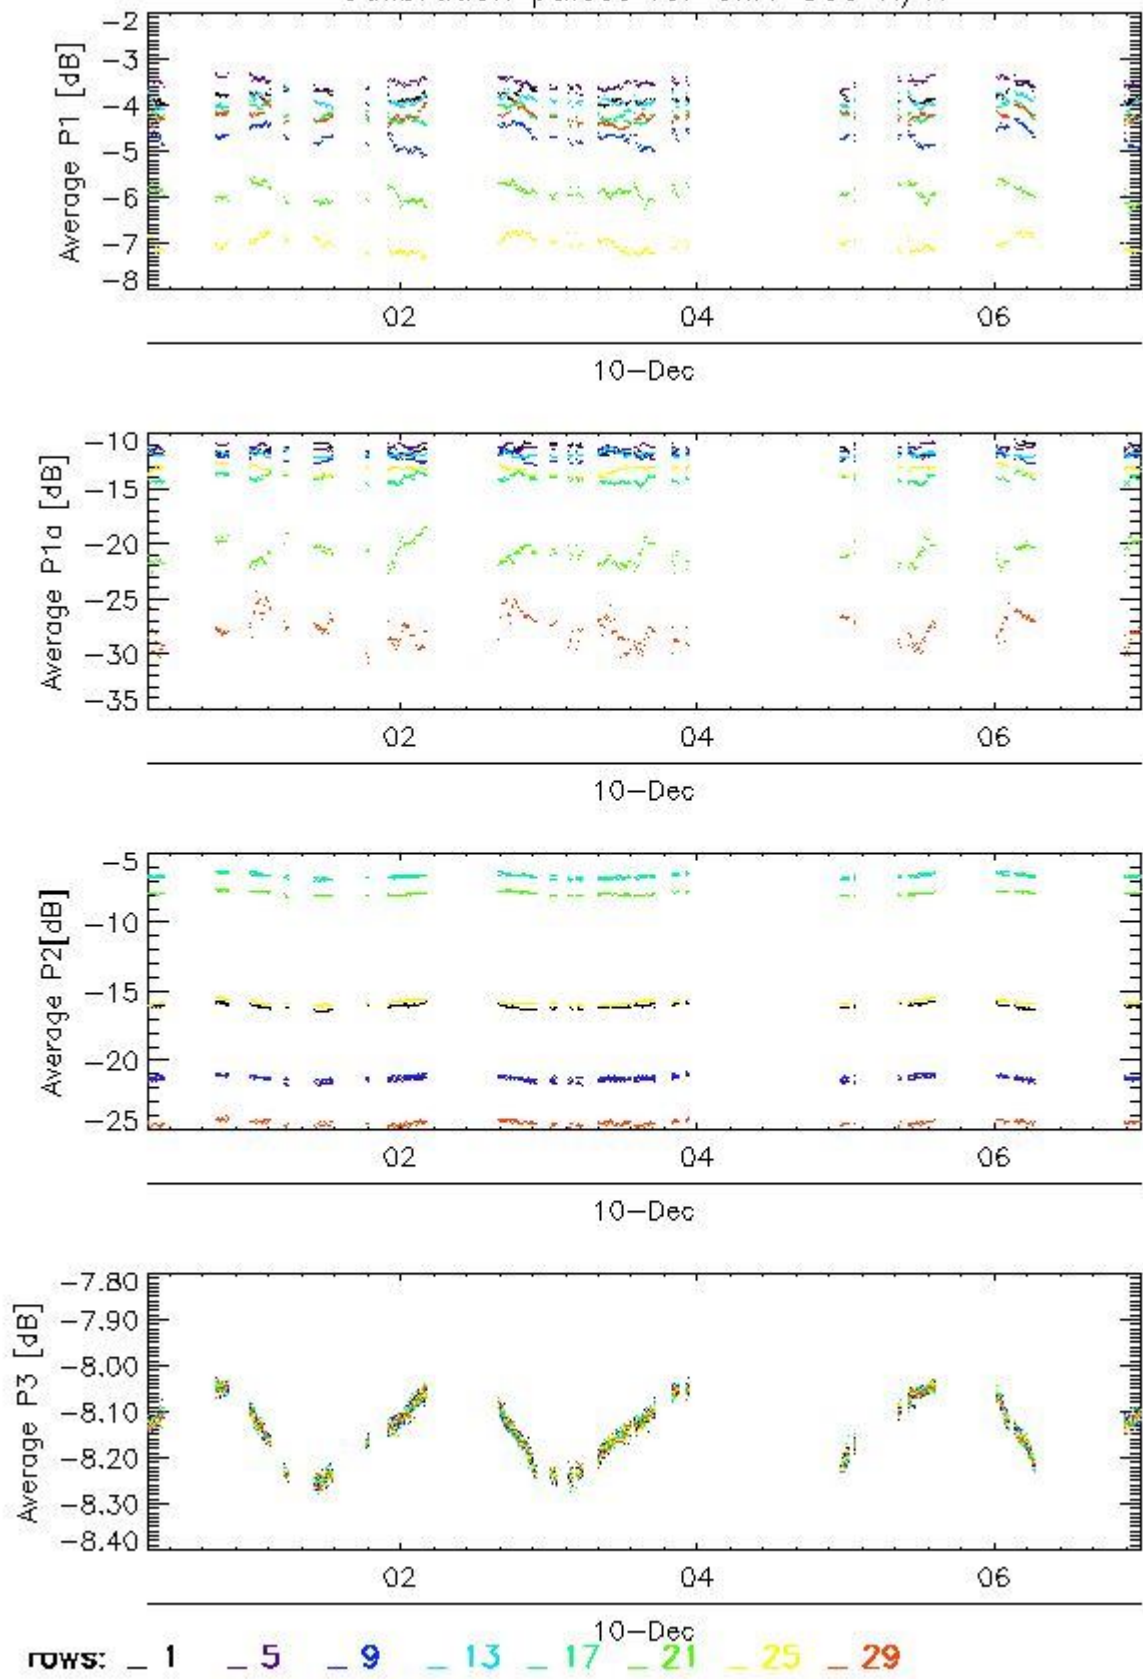 −2
−3
−4
−5
−6
−7
−8
Average P1 [dB]
02 04 06
10−Dec
−10
−15
−20
−25
−30
−35
Average P1a [dB]
02 04 06
10−Dec
−5
−10
−15
−20
−25
Average P2[dB]
02 04 06
10−Dec
−7.80
−7.90
−8.00
−8.10
−8.20
−8.30
−8.40
Average P3 [dB]
02 04 06
10−Dec
rows: _ 1 _ 5 _ 9 _ 13 _ 17 _ 21 _ 25 _ 29